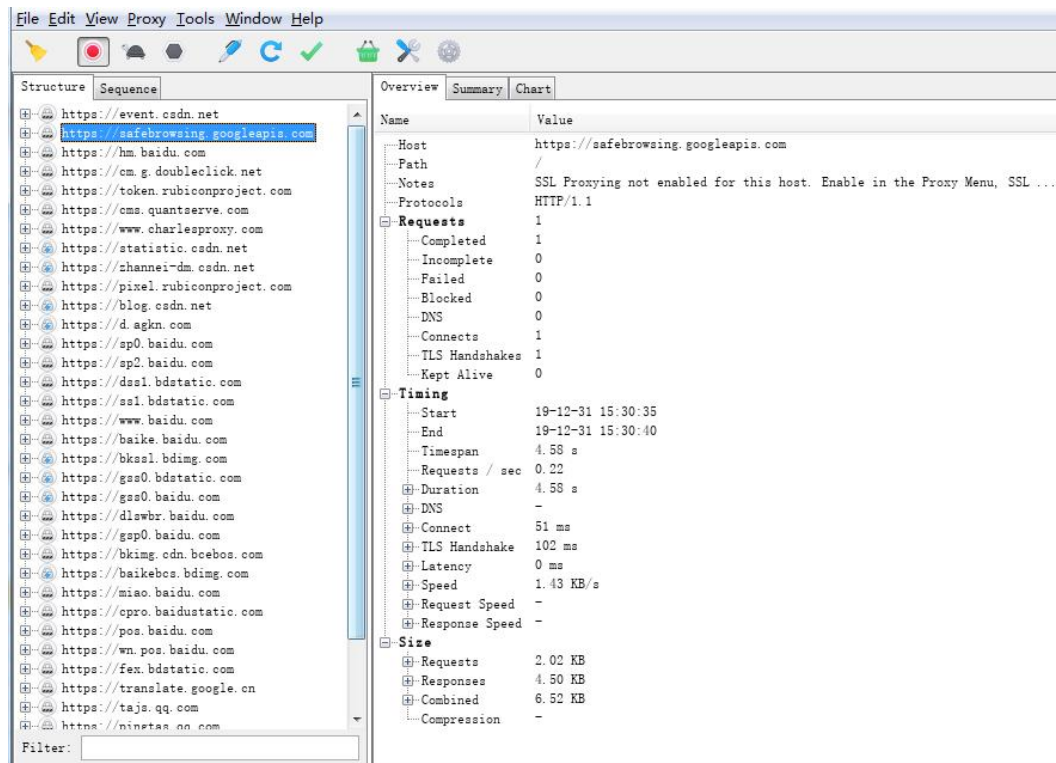 File Edit View Proxy Tools Window Help
Structure Sequence
https://event.csdn.net
https://safebrowsing.googleapis.com
https://hm.baidu.com
https://cm.g.doubleclick.net
https://token.rubiconproject.com
https://cms.quantserve.com
https://www.charlesproxy.com
https://statistic.csdn.net
https://zhannei-dm.csdn.net
https://pixel.rubiconproject.com
https://blog.csdn.net
https://d.agkn.com
https://sp0.baidu.com
https://sp2.baidu.com
https://dss1.bdstatic.com
https://ssl.bdstatic.com
https://www.baidu.com
https://baike.baidu.com
https://bkssl.bdimg.com
https://gss0.bdstatic.com
https://gss0.baidu.com
https://dlswbr.baidu.com
https://gsp0.baidu.com
https://bkimg.cdn.bcebos.com
https://baikebcs.bdimg.com
https://miao.baidu.com
https://cpro.baidustatic.com
https://pos.baidu.com
https://wn.pos.baidu.com
https://fex.bdstatic.com
https://translate.google.cn
https://tajs.qq.com
https://pingtas.qq.com
Filter:
Overview Summary Chart
Name Value
Host https://safebrowsing.googleapis.com
Path /
Notes SSL Proxying not enabled for this host. Enable in the Proxy Menu, SSL ...
Protocols HTTP/1.1
Requests 1
Completed 1
Incomplete 0
Failed 0
Blocked 0
DNS 0
Connects 1
TLS Handshakes 1
Kept Alive 0
Timing
Start 19-12-31 15:30:35
End 19-12-31 15:30:40
Timespan 4.58 s
Requests / sec 0.22
Duration 4.58 s
DNS -
Connect 51 ms
TLS Handshake 102 ms
Latency 0 ms
Speed 1.43 KB/s
Request Speed -
Response Speed -
Size
Requests 2.02 KB
Responses 4.50 KB
Combined 6.52 KB
Compression -